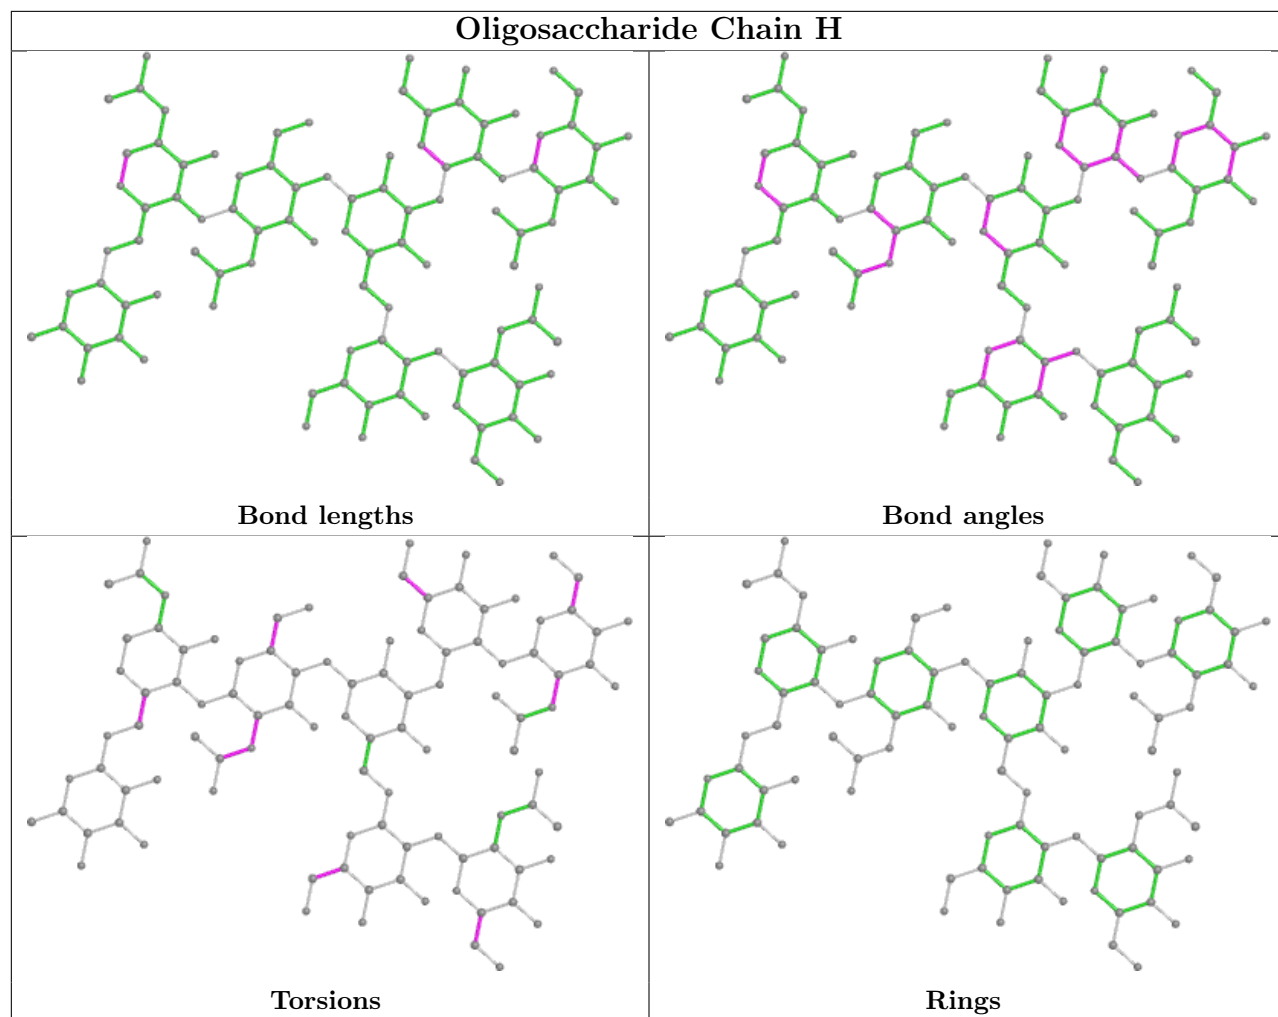 Oligosaccharide Chain H
Bond lengths
Bond angles
Torsions
Rings